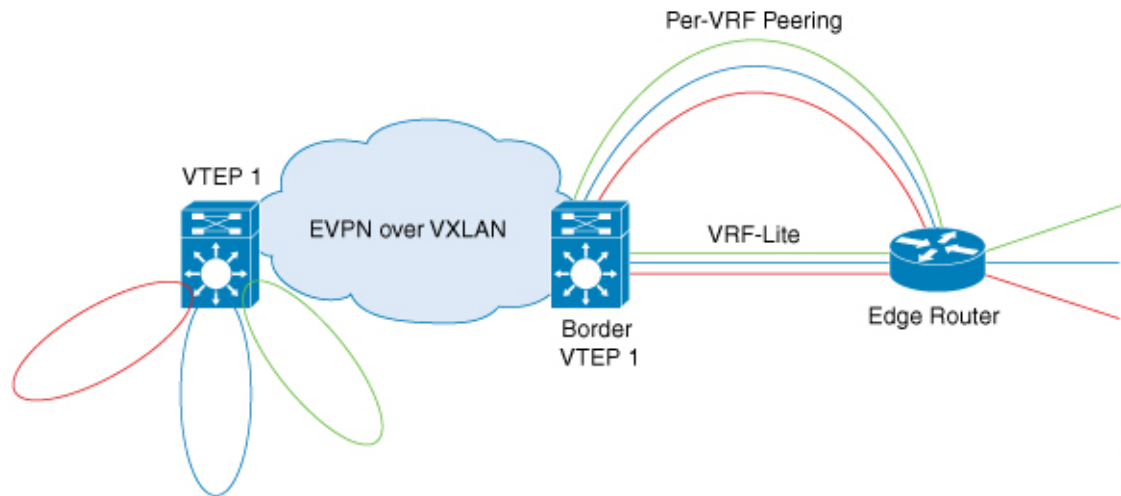 Per-VRF Peering
VTEP 1
EVPN over VXLAN
VRF-Lite
Border
VTEP 1
Edge Router